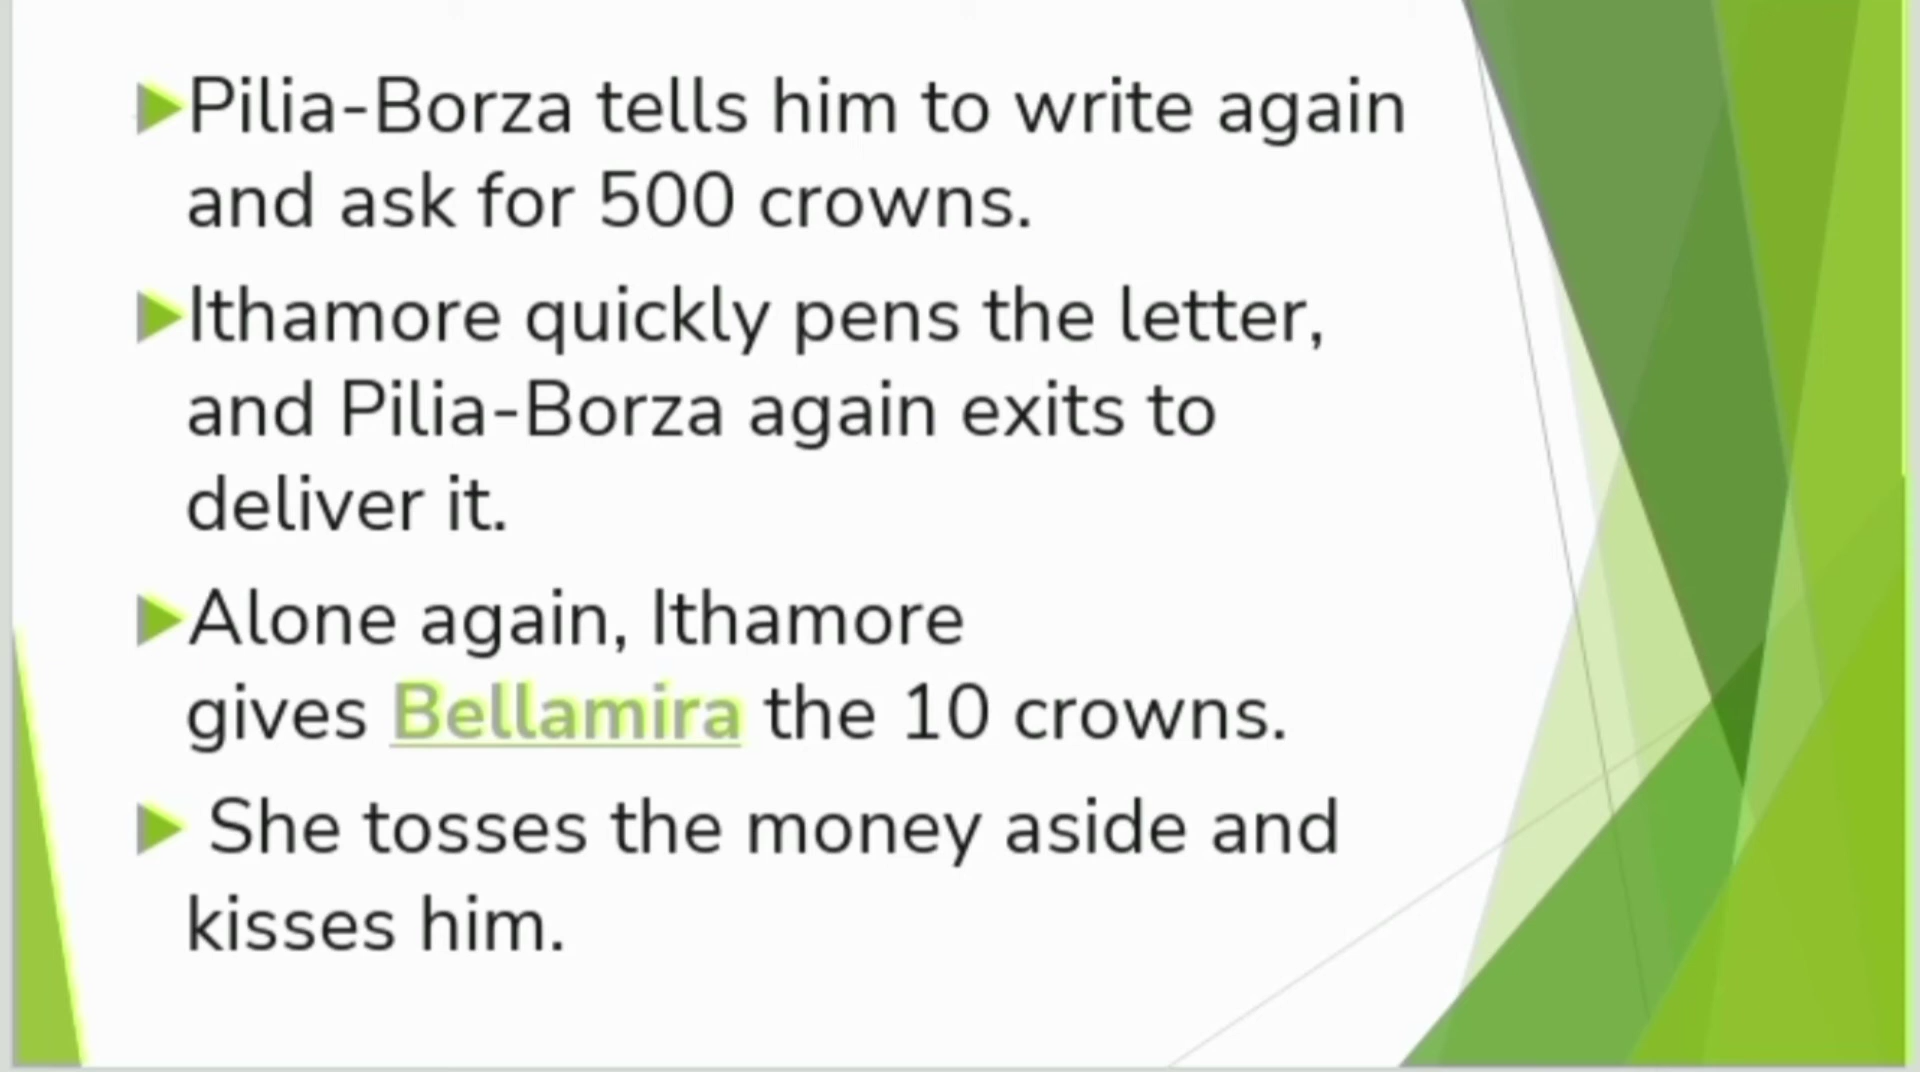 Pilia-Borza tells him to write again
and ask for 500 crowns.
Ithamore quickly pens the letter,
and Pilia-Borza again exits to
deliver it.
Alone again, Ithamore
gives Bellamira the 10 crowns.
She tosses the money aside and
kisses him.